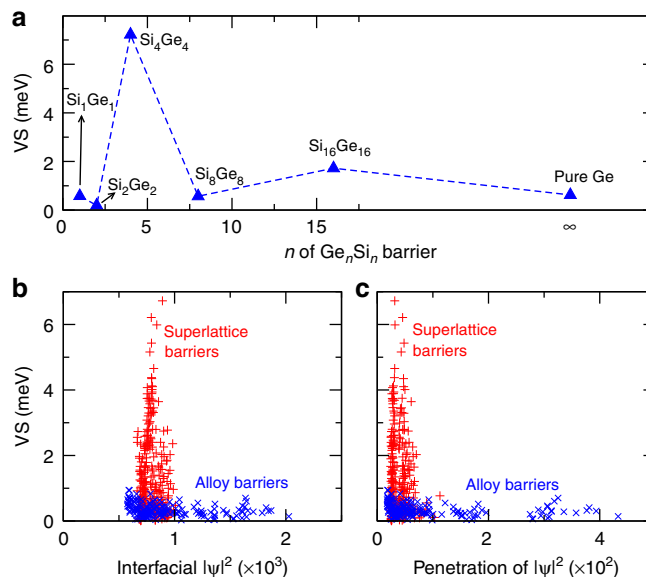 a
VS (meV)
6
4
2
0
Si₁Ge₁
Si₂Ge₂
Si₄Ge₄
Si₈Ge₈
Si₁₆Ge₁₆
Pure Ge
0
5
10
15
∞
n of GeₙSiₙ barrier
b
VS (meV)
6
4
2
0
Superlattice
barriers
Alloy barriers
0
1
2
Interfacial |ψ|² (×10³)
c
Superlattice
barriers
Alloy barriers
0
2
4
Penetration of |ψ|² (×10²)